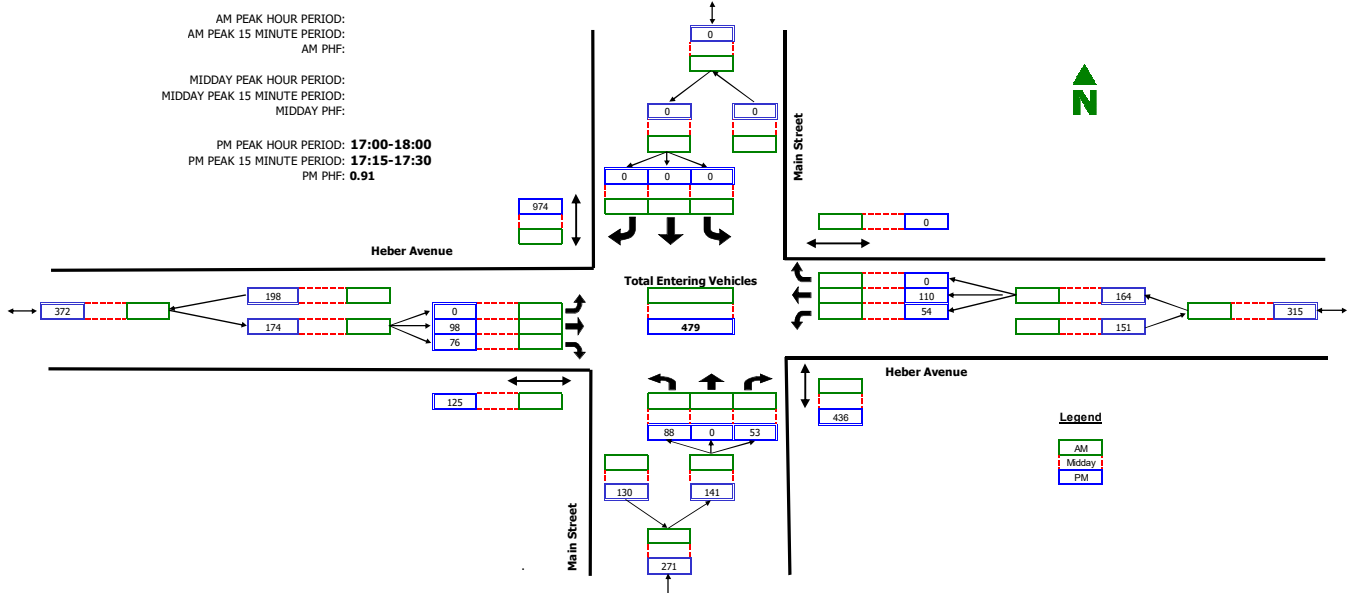 AM PEAK HOUR PERIOD:
AM PEAK 15 MINUTE PERIOD:
AM PHF:
MIDDAY PEAK HOUR PERIOD:
MIDDAY PEAK 15 MINUTE PERIOD:
MIDDAY PHF:
PM PEAK HOUR PERIOD: 17:00-18:00
PM PEAK 15 MINUTE PERIOD: 17:15-17:30
PM PHF: 0.91
0
0 0
0 0 0
Main Street
N
974
0
Heber Avenue
Total Entering Vehicles
479
372
198
174
0
98
76
0
110
54
164
151
315
Heber Avenue
125
436
88 0 53
130 141
271
Main Street
Legend
AM
Midday
PM